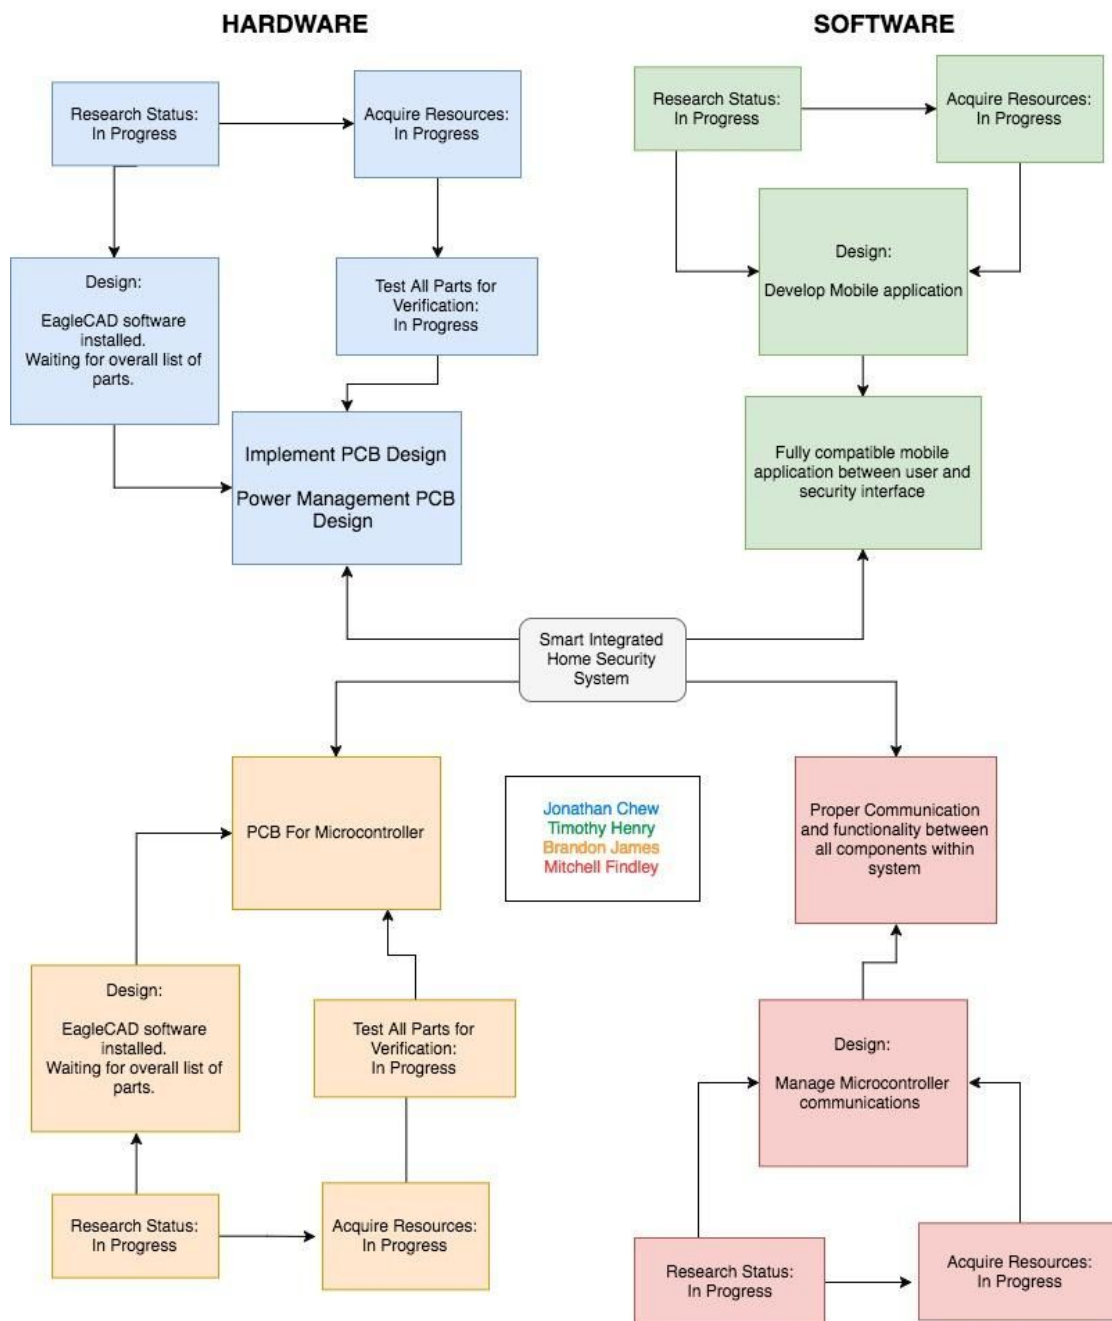 HARDWARE
SOFTWARE
Research Status:
In Progress
Acquire Resources:
In Progress
Research Status:
In Progress
Acquire Resources:
In Progress
Design:
EagleCAD software
installed.
Waiting for overall list of
parts.
Test All Parts for
Verification:
In Progress
Design:
Develop Mobile application
Implement PCB Design
Power Management PCB
Design
Fully compatible mobile
application between user and
security interface
Smart Integrated
Home Security
System
PCB For Microcontroller
Jonathan Chew
Timothy Henry
Brandon James
Mitchell Findley
Proper Communication
and functionality between
all components within
system
Design:
EagleCAD software
installed.
Waiting for overall list of
parts.
Test All Parts for
Verification:
In Progress
Design:
Manage Microcontroller
communications
Research Status:
In Progress
Acquire Resources:
In Progress
Research Status:
In Progress
Acquire Resources:
In Progress